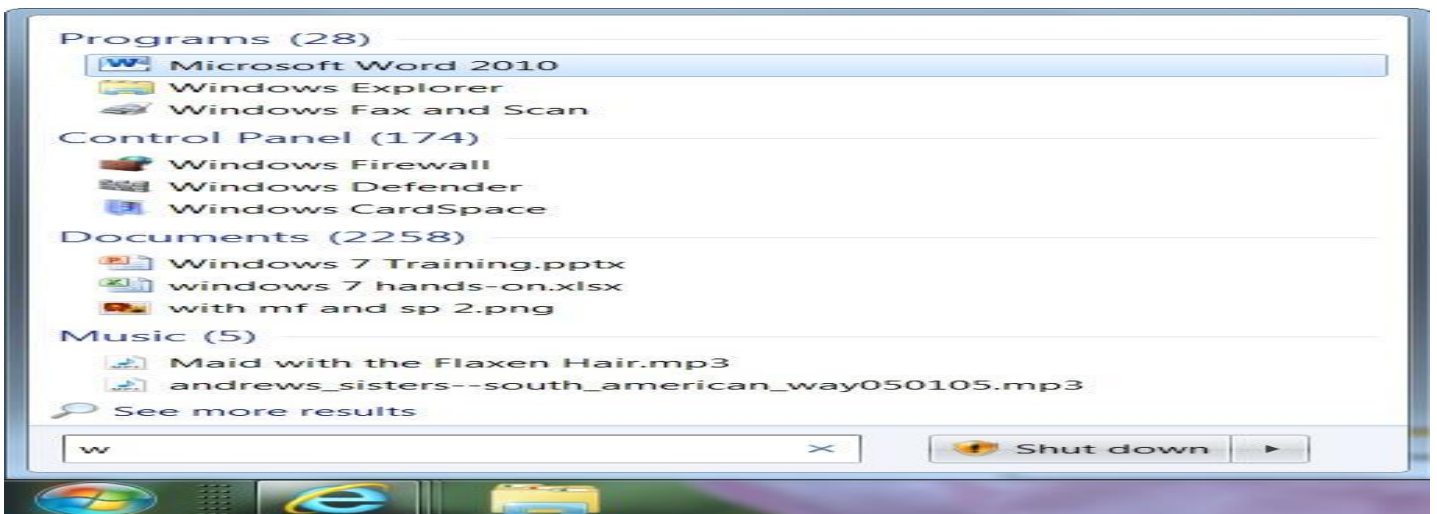 Programs (28)
Microsoft Word 2010
Windows Explorer
Windows Fax and Scan
Control Panel (174)
Windows Firewall
Windows Defender
Windows CardSpace
Documents (2258)
Windows 7 Training.pptx
windows 7 hands-on.xlsx
with mf and sp 2.png
Music (5)
Maid with the Flaxen Hair.mp3
andrews_sisters--south_american_way050105.mp3
See more results
w
Shut down